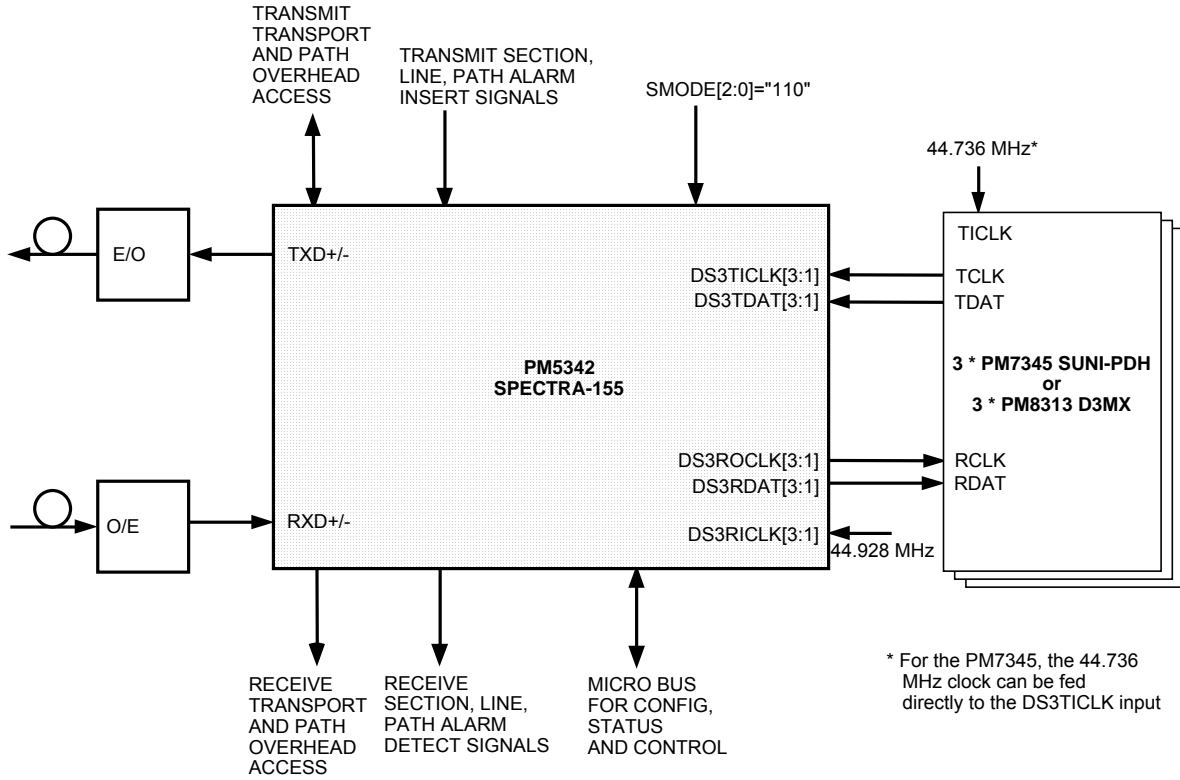 TRANSMIT
TRANSPORT
AND PATH
OVERHEAD
ACCESS
TRANSMIT SECTION,
LINE, PATH ALARM
INSERT SIGNALS
SMODE[2:0]="110"
44.736 MHz*
E/O
TXD+/-
DS3TICLK[3:1]
DS3TDAT[3:1]
TICLK
TCLK
TDAT
PM5342
SPECTRA-155
3 * PM7345 SUNI-PDH
or
3 * PM8313 D3MX
DS3ROCLK[3:1]
DS3RDAT[3:1]
RCLK
RDAT
O/E
RXD+/-
DS3RICLK[3:1]
44.928 MHz
RECEIVE
TRANSPORT
AND PATH
OVERHEAD
ACCESS
RECEIVE
SECTION, LINE,
PATH ALARM
DETECT SIGNALS
MICRO BUS
FOR CONFIG,
STATUS
AND CONTROL
* For the PM7345, the 44.736
MHz clock can be fed
directly to the DS3TICLK input